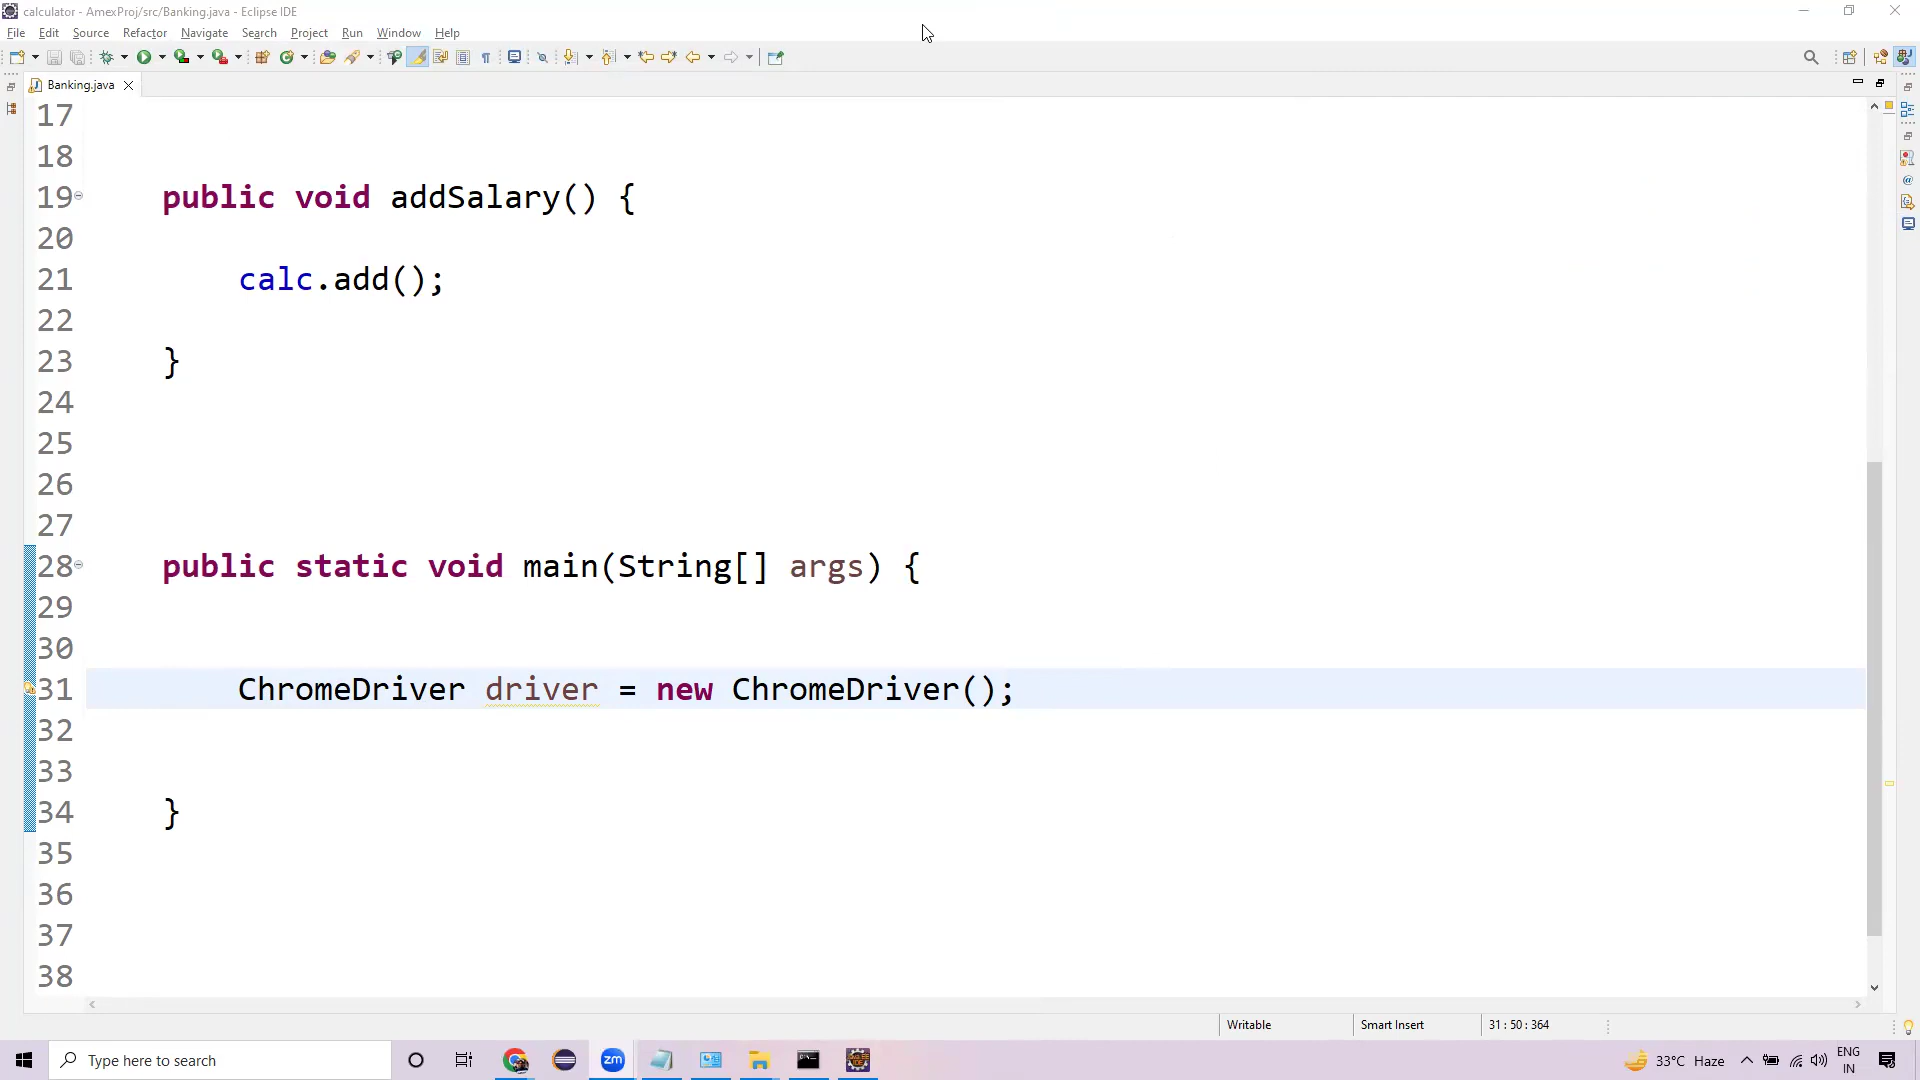 calculator - AmexProj/src/Banking.java - Eclipse IDE
File Edit Source Refactor Navigate Search Project Run Window Help
Banking.java
17
18
19 public void addSalary() {
20
21 calc.add();
22
23 }
24
25
26
27
28 public static void main(String[] args) {
29
30
31 ChromeDriver driver = new ChromeDriver();
32
33
34 }
35
36
37
38
Writable Smart Insert 31 : 50 : 364
Type here to search
zm
33°C Haze
ENG
IN